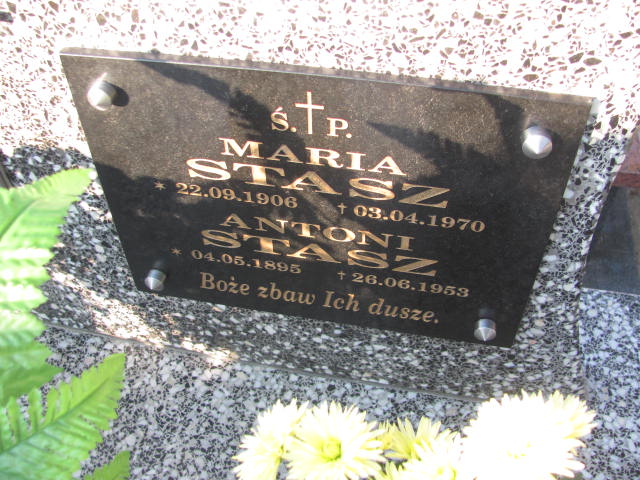 Ś. † P.
MARIA
STASZ
* 22.09.1906 † 03.04.1970
ANTONI
STASZ
* 04.05.1895 † 26.06.1953
Boże zbaw Ich dusze.